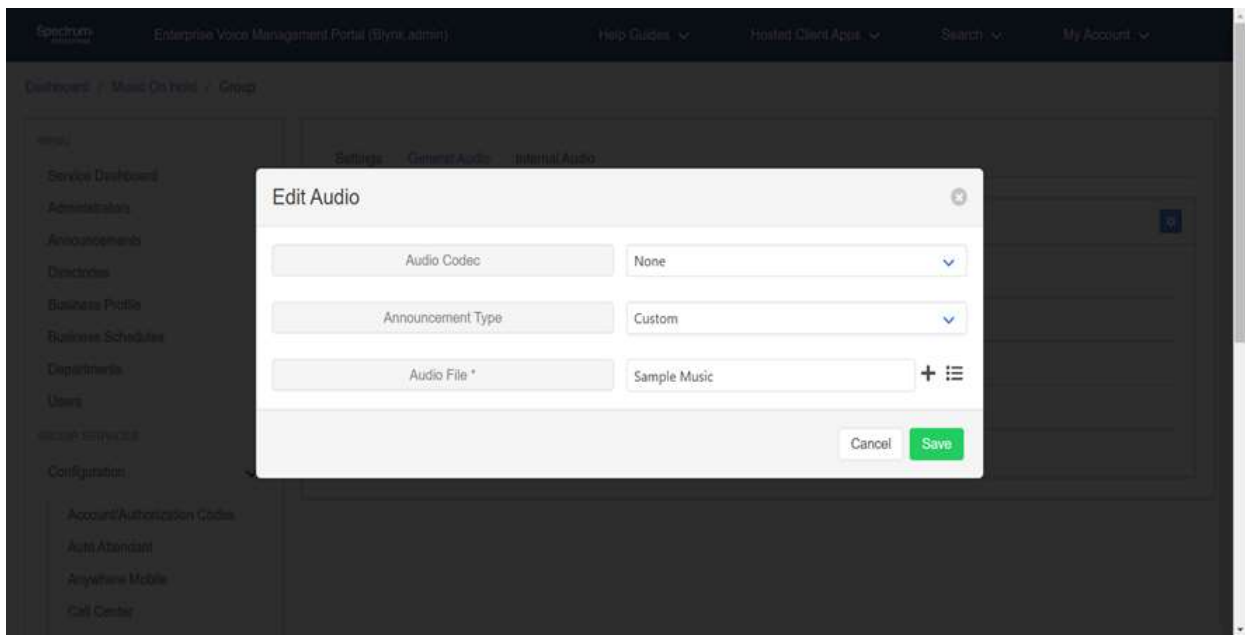 Spectrum
Enterprise Voice Management Portal (Blynk.admin)
Help Guides
Hosted Client Apps
Search
My Account
Dashboard / Music On Hold / Group
MENU
Service Dashboard
Administrators
Announcements
Directories
Business Profile
Business Schedules
Departments
Users
GROUP SERVICES
Configuration
Account/Authorization Codes
Auto Attendant
Anywhere Mobile
Call Center
Settings General Audio Internal Audio
Edit Audio
Audio Codec None
Announcement Type Custom
Audio File * Sample Music
Cancel Save